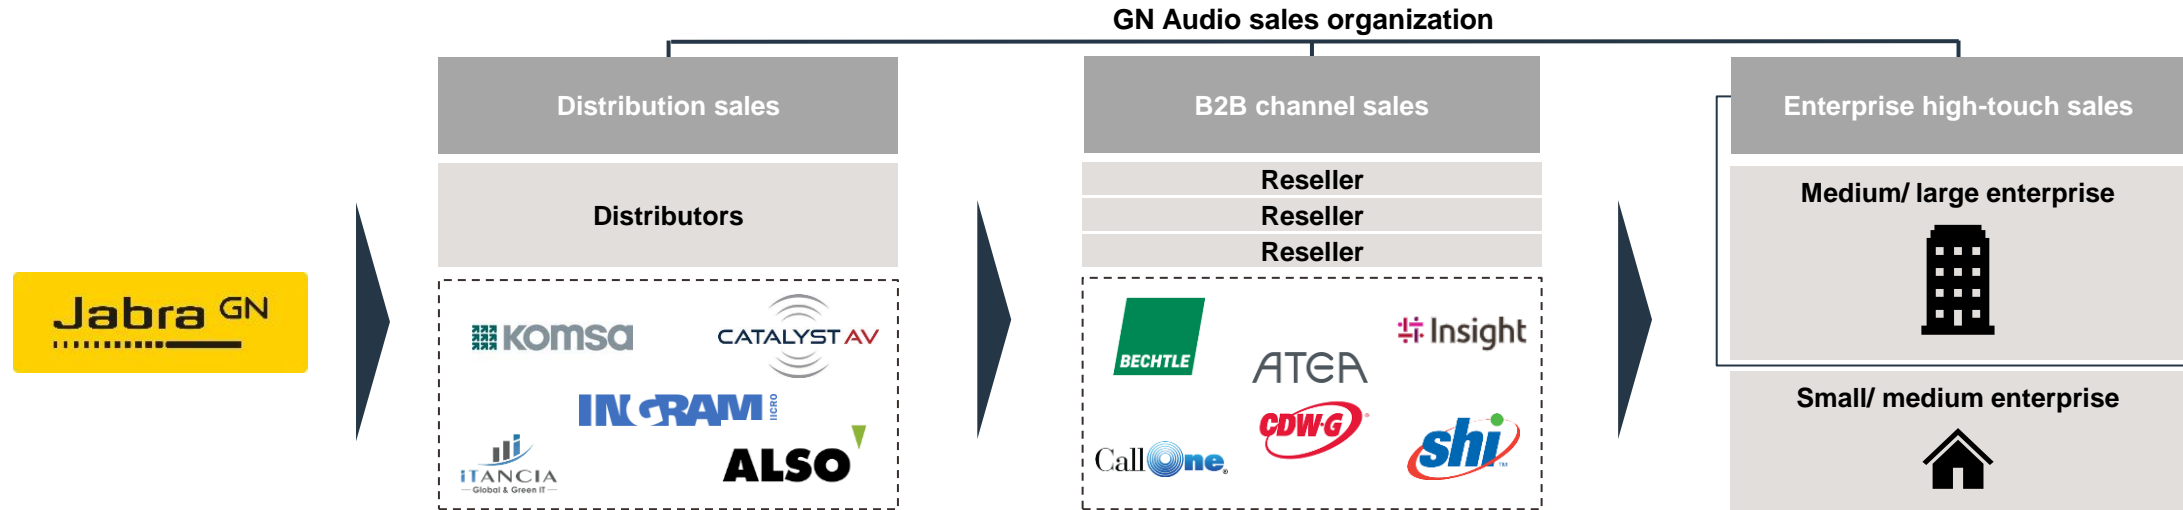 GN Audio sales organization
Distribution sales
B2B channel sales
Enterprise high-touch sales
Distributors
Reseller
Reseller
Reseller
Medium/ large enterprise
Small/ medium enterprise
Jabra GN
KOMSA
CATALYST AV
INGRAM MICRO
iTANCIA
Global & Green IT
ALSO
BECHTLE
ATEA
Insight
Call One
CDW·G
shi